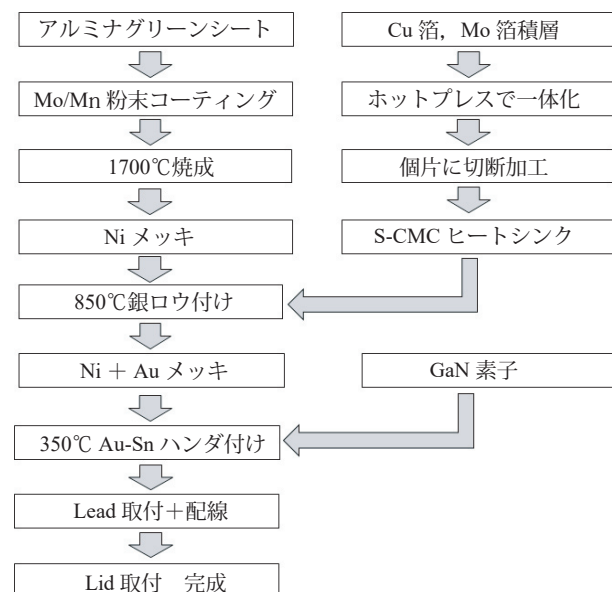 アルミナグリーンシート
Mo/Mn 粉末コーティング
1700℃焼成
Ni メッキ
850℃銀ロウ付け
Ni + Au メッキ
350℃ Au-Sn ハンダ付け
Lead 取付+配線
Lid 取付　完成
Cu 箔，Mo 箔積層
ホットプレスで一体化
個片に切断加工
S-CMC ヒートシンク
GaN 素子